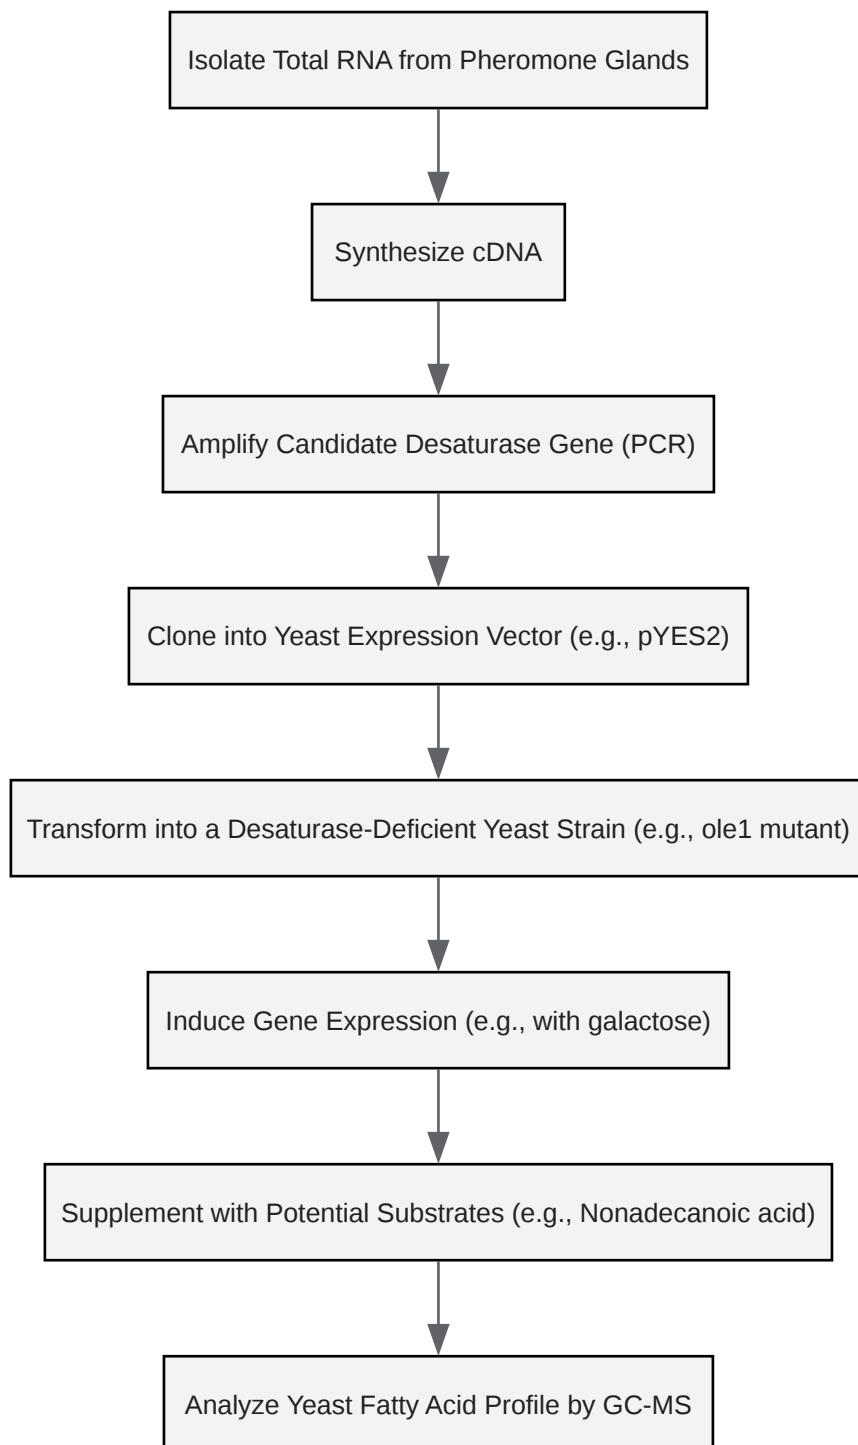 Isolate Total RNA from Pheromone Glands
Synthesize cDNA
Amplify Candidate Desaturase Gene (PCR)
Clone into Yeast Expression Vector (e.g., pYES2)
Transform into a Desaturase-Deficient Yeast Strain (e.g., ole1 mutant)
Induce Gene Expression (e.g., with galactose)
Supplement with Potential Substrates (e.g., Nonadecanoic acid)
Analyze Yeast Fatty Acid Profile by GC-MS